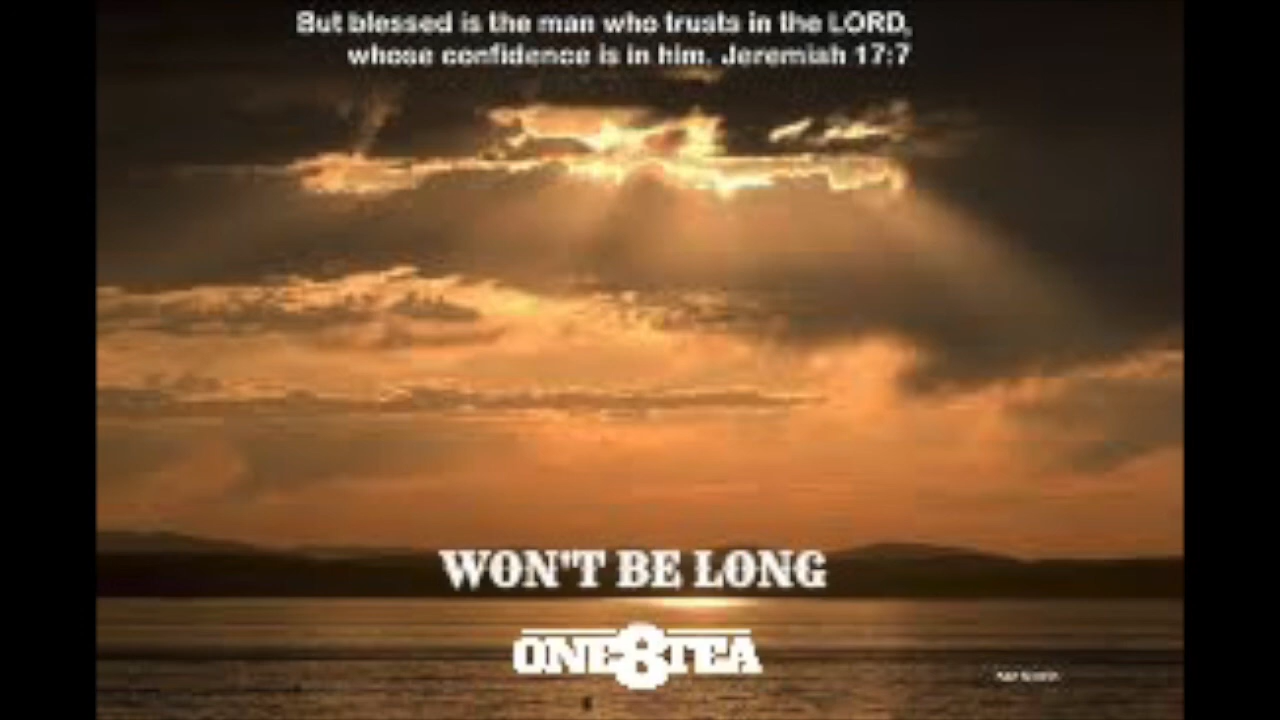 But blessed is the man who trusts in the LORD,
whose confidence is in him. Jeremiah 17:7
WON'T BE LONG
ONE8TEA